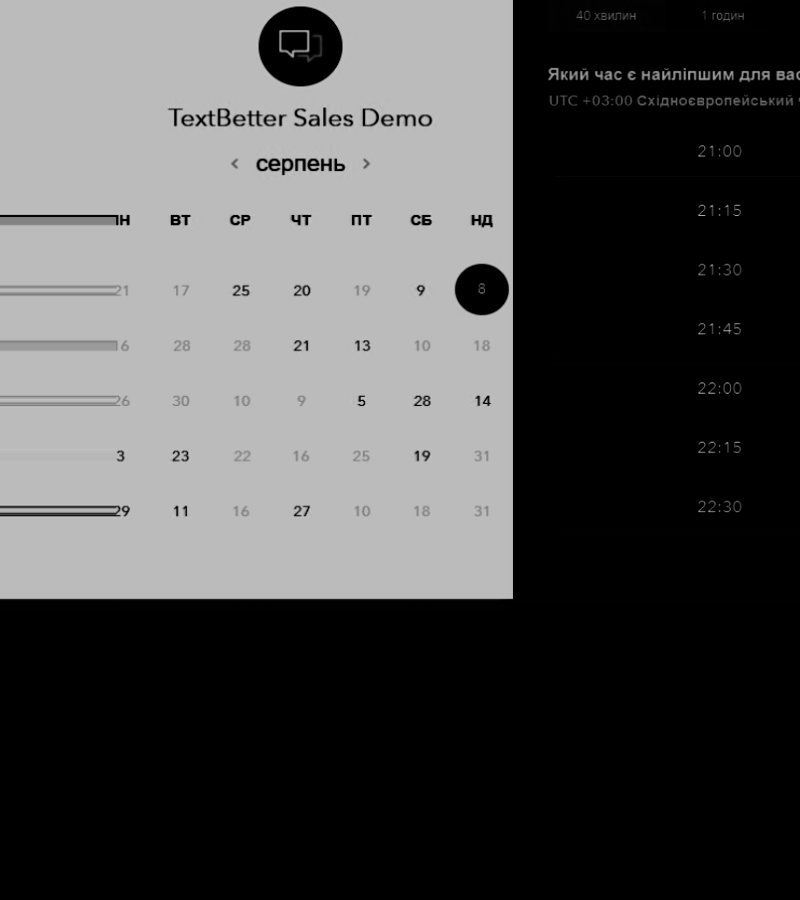 TextBetter Sales Demo
серпень
ВТ СР ЧТ ПТ СБ НД
21 17 25 20 19 9 8
6 28 28 21 13 10 18
26 30 10 9 5 28 14
3 23 22 16 25 19 31
29 11 16 27 10 18 31
40 хвилин 1 годин
Який час є найліпшим для вас
UTC +03:00 Східноєвропейський
21:00
21:15
21:30
21:45
22:00
22:15
22:30